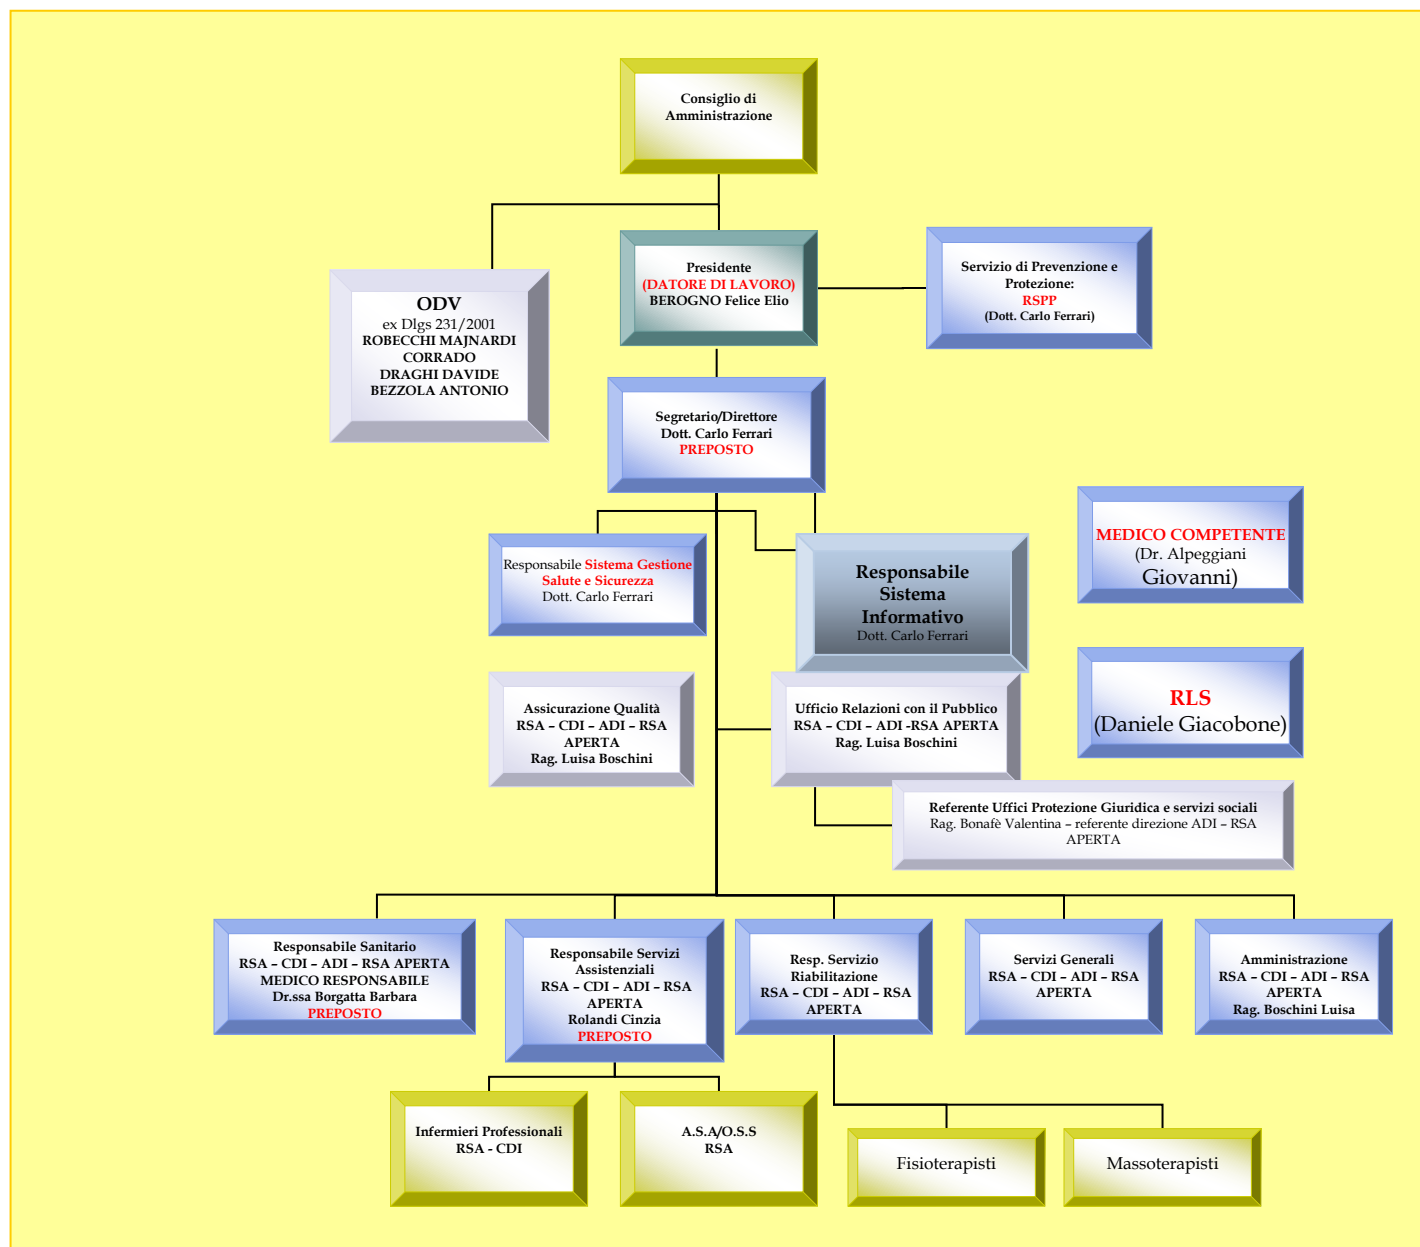 Consiglio di
Amministrazione
Presidente
(DATORE DI LAVORO)
BEROGNO Felice Elio
Servizio di Prevenzione e
Protezione:
RSPP
(Dott. Carlo Ferrari)
ODV
ex Dlgs 231/2001
ROBECCHI MAJNARDI
CORRADO
DRAGHI DAVIDE
BEZZOLA ANTONIO
Segretario/Direttore
Dott. Carlo Ferrari
PREPOSTO
Responsabile Sistema Gestione
Salute e Sicurezza
Dott. Carlo Ferrari
Responsabile
Sistema
Informativo
Dott. Carlo Ferrari
MEDICO COMPETENTE
(Dr. Alpeggiani
Giovanni)
RLS
(Daniele Giacobone)
Assicurazione Qualità
RSA – CDI – ADI – RSA
APERTA
Rag. Luisa Boschini
Ufficio Relazioni con il Pubblico
RSA – CDI – ADI -RSA APERTA
Rag. Luisa Boschini
Referente Uffici Protezione Giuridica e servizi sociali
Rag. Bonafè Valentina – referente direzione ADI – RSA
APERTA
Responsabile Sanitario
RSA – CDI – ADI – RSA APERTA
MEDICO RESPONSABILE
Dr.ssa Borgatta Barbara
PREPOSTO
Responsabile Servizi
Assistenziali
RSA – CDI – ADI – RSA
APERTA
Rolandi Cinzia
PREPOSTO
Resp. Servizio
Riabilitazione
RSA – CDI – ADI – RSA
APERTA
Servizi Generali
RSA – CDI – ADI – RSA
APERTA
Amministrazione
RSA – CDI – ADI – RSA
APERTA
Rag. Boschini Luisa
Infermieri Professionali
RSA - CDI
A.S.A/O.S.S
RSA
Fisioterapisti
Massoterapisti